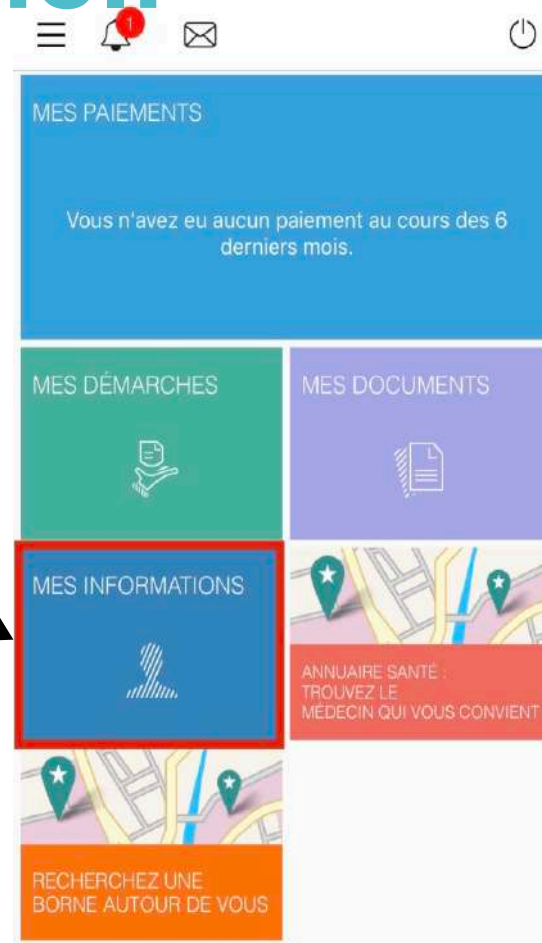 1
MES PAIEMENTS
Vous n'avez eu aucun paiement au cours des 6
derniers mois.
MES DÉMARCHES
MES DOCUMENTS
MES INFORMATIONS
ANNUAIRE SANTÉ :
TROUVEZ LE
MÉDECIN QUI VOUS CONVIENT
RECHERCHEZ UNE
BORNE AUTOUR DE VOUS